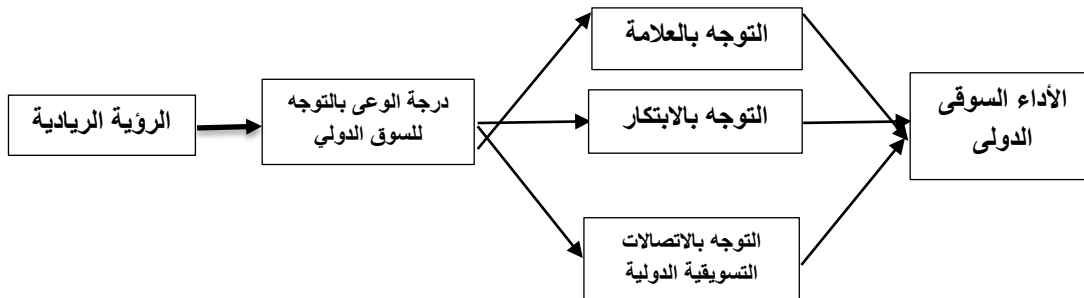 الرؤية الريادية
درجة الوعى بالتوجه
للسوق الدولي
التوجه بالعلامة
التوجه بالابتكار
التوجه بالاتصالات
التسويقية الدولية
الأداء السوقى
الدولى